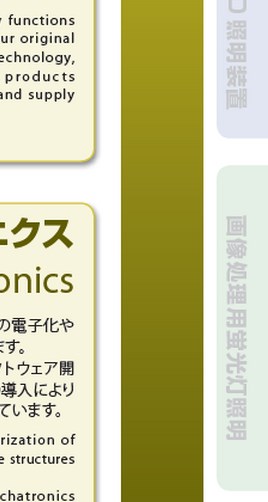 functions
ur original
echnology,
products
and supply
ニクス
onics
の電子化や
ます。
トウェア開
導入により
ています。
rization of
e structures
chatronics
照明装置
画像処理用蛍光灯照明